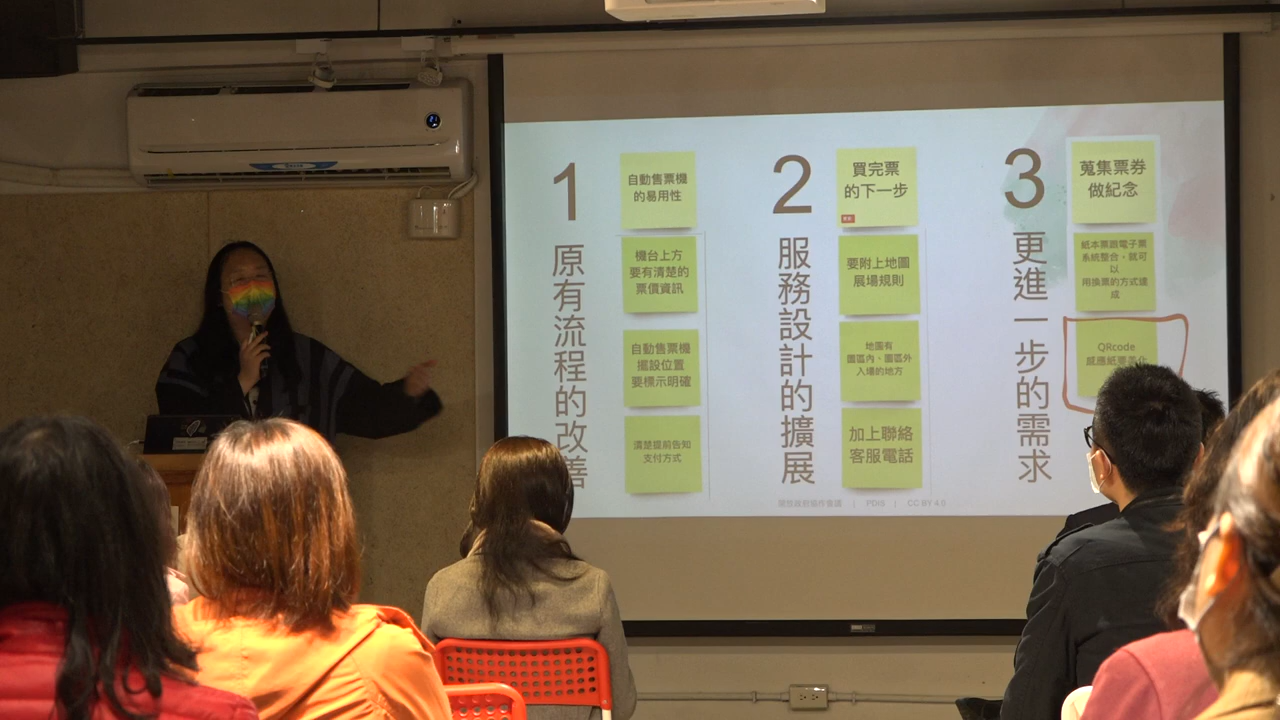 1
原有流程的改善
自動售票機
的易用性
機台上方
要有清楚的
票價資訊
自動售票機
擺設位置
要標示明確
清楚提前告知
支付方式
2
服務設計的擴展
買完票
的下一步
要附上地圖
展場規則
地圖有
園區內、園區外
入場的地方
加上聯絡
客服電話
3
更進一步的需求
蒐集票券
做紀念
紙本票跟電子票
系統整合,就可
以
用換票的方式達
成
QRcode
感應紙要美化
PDIS | CC BY 4.0